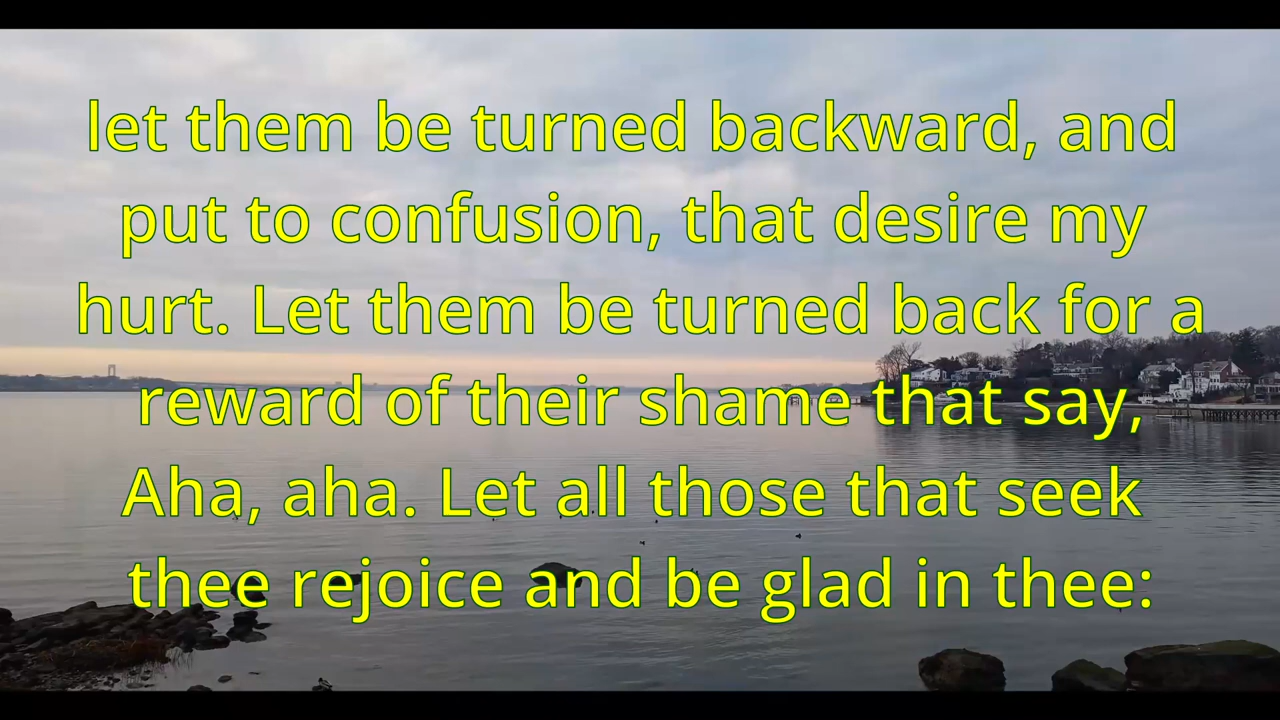 let them be turned backward, and
put to confusion, that desire my
hurt. Let them be turned back for a
reward of their shame that say,
Aha, aha. Let all those that seek
thee rejoice and be glad in thee: